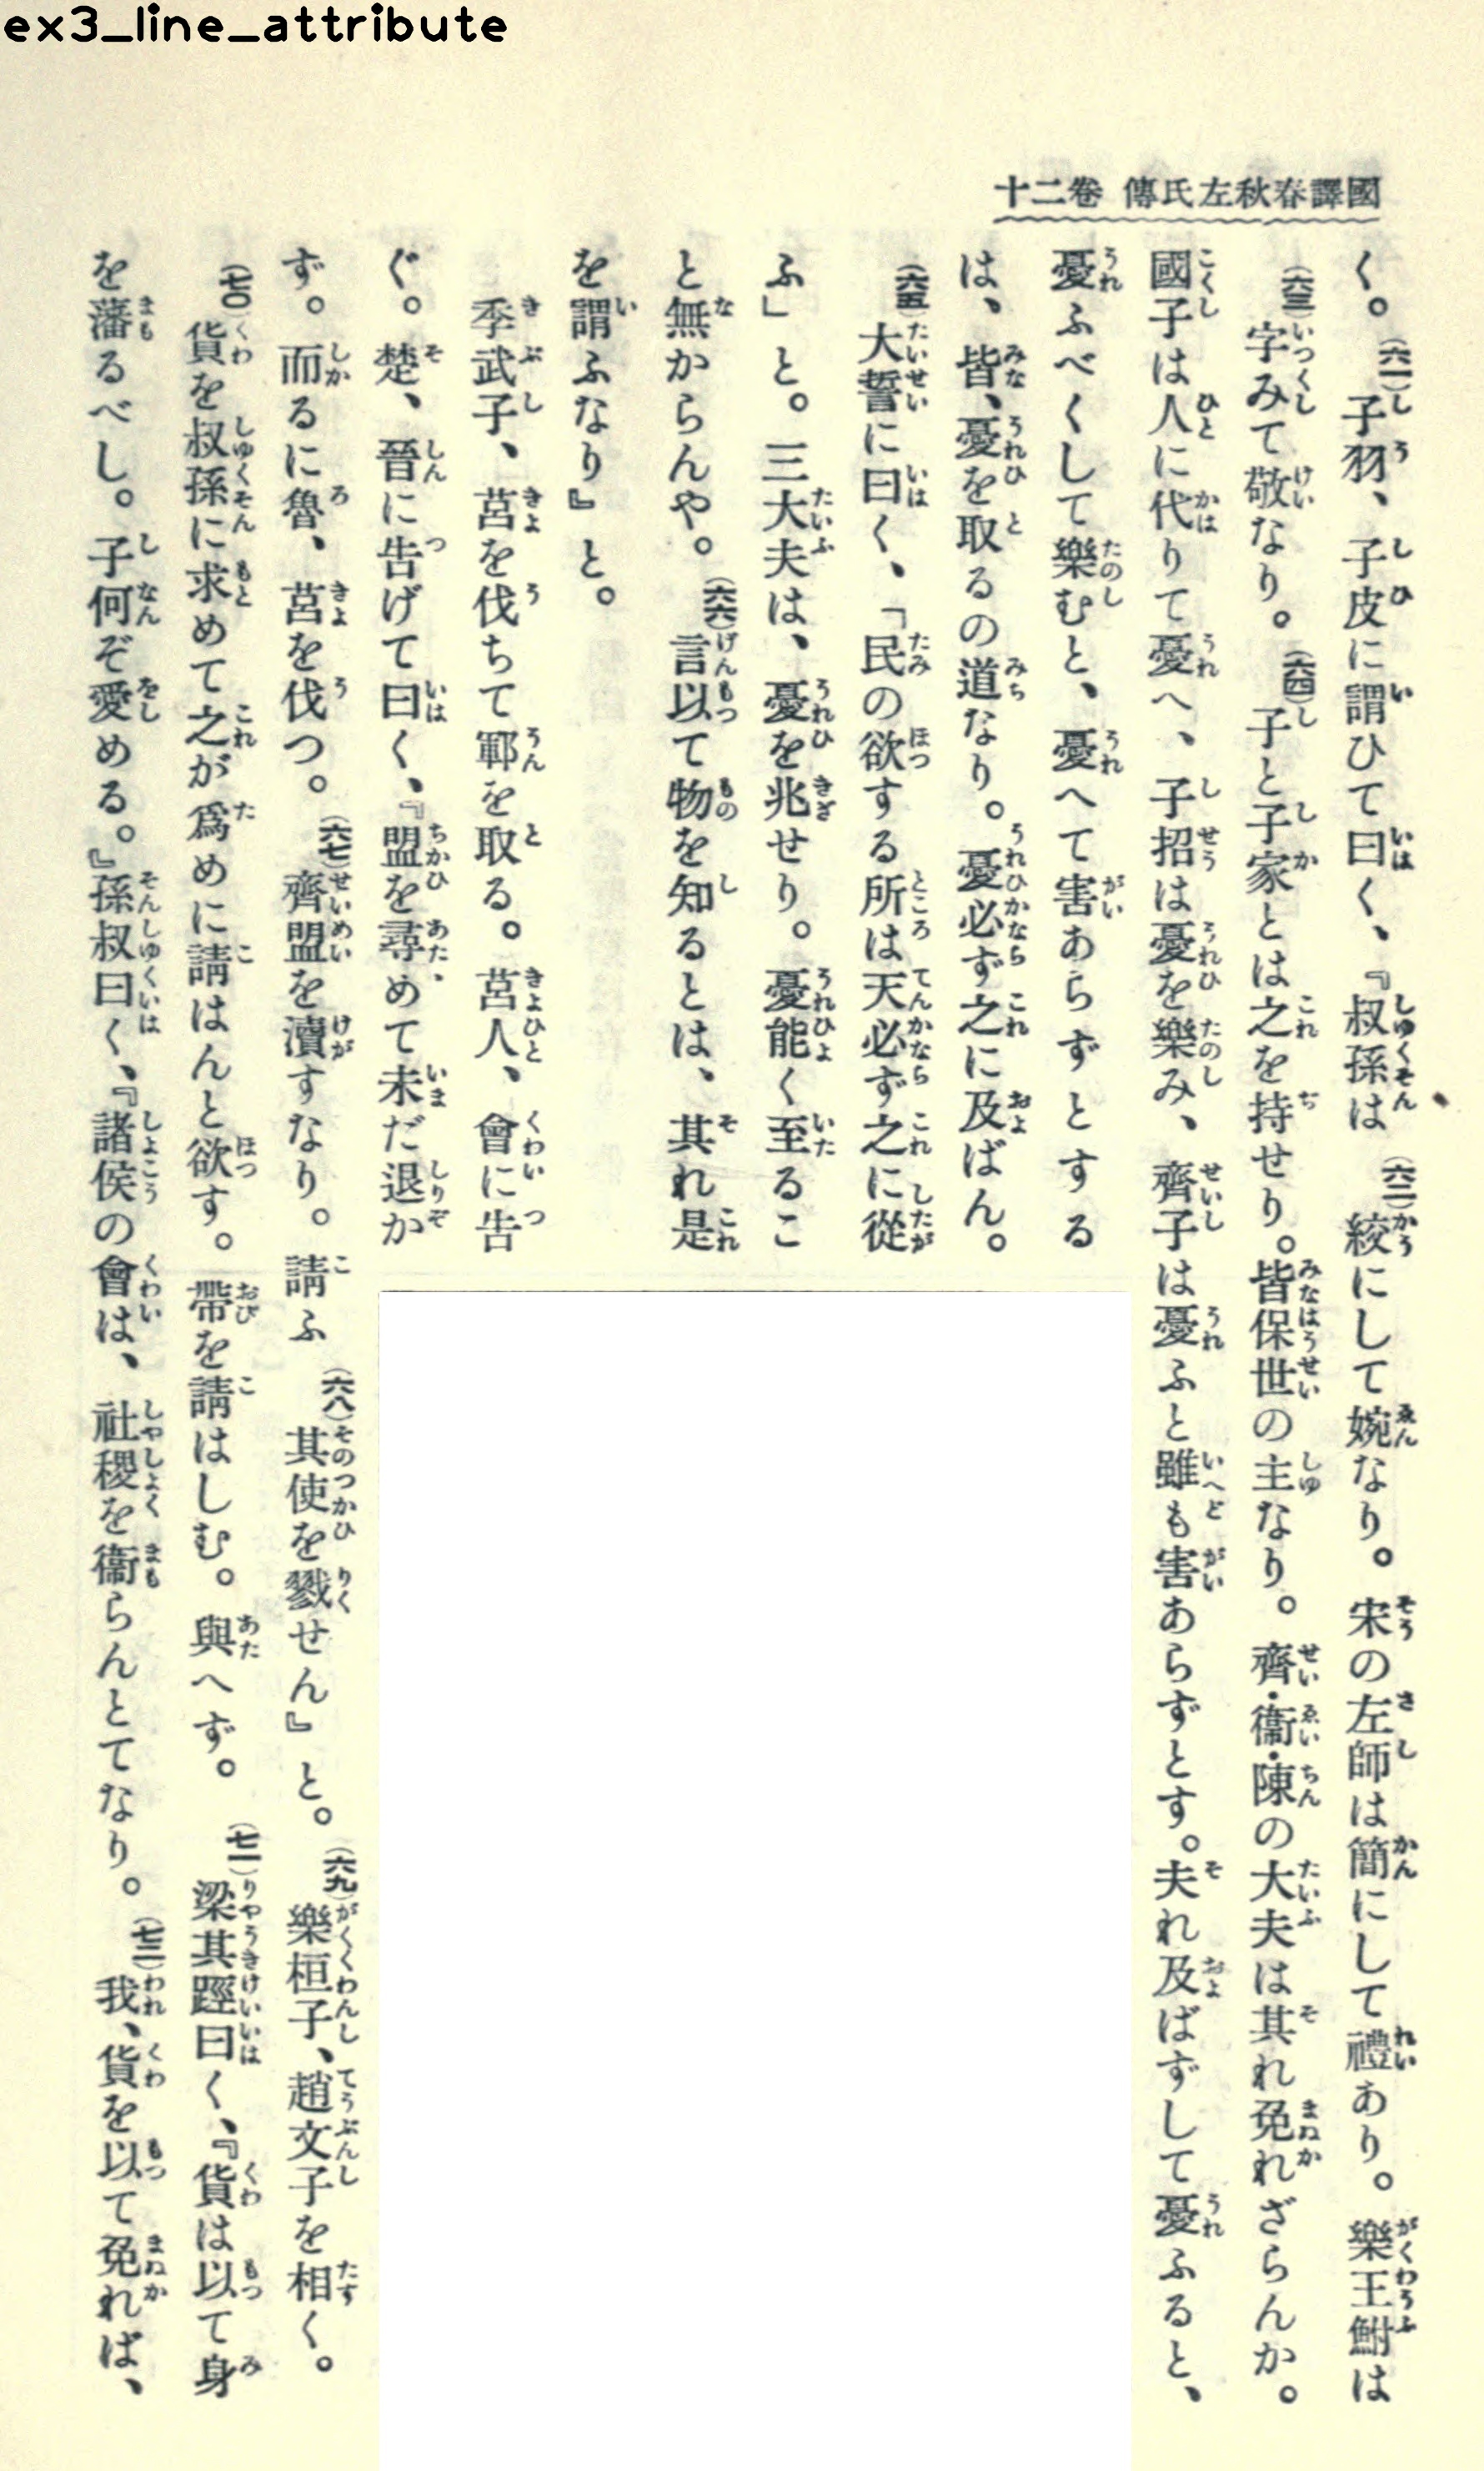 ex3_line_attribute
國譯春秋左氏傳 卷二十
く。(六一)子羽、子皮に謂ひて曰く、『叔孫は(六二)絞にして婉なり。宋の左師は簡にして禮あり。樂王鮒は
(六三)字みて敬なり。(六四)子と子家とは之を持せり。皆保世の主なり。齊・衞・陳の大夫は其れ免れざらんか。
國子は人に代りて憂へ、子招は憂を樂み、齊子は憂ふと雖も害あらずとす。夫れ及ばずして憂ふると、
憂ふべくして樂むと、憂へて害あらずとする
は、皆、憂を取るの道なり。憂必ず之に及ばん。
(六五)大誓に曰く、「民の欲する所は天必ず之に從
ふ」と。三大夫は、憂を兆せり。憂能く至るこ
と無からんや。(六六)言以て物を知るとは、其れ是
を謂ふなり』と。
季武子、莒を伐ちて鄆を取る。莒人、會に告
ぐ。楚、晉に告げて曰く、『盟を尋めて未だ退か
ず。而るに魯、莒を伐つ。(六七)齊盟を瀆すなり。請ふ(六八)其使を戮せん』と。(六九)樂桓子、趙文子を相く。
(七〇)貨を叔孫に求めて之が爲めに請はんと欲す。帶を請はしむ。與へず。(七一)梁其踁曰く、『貨は以て身
を藩るべし。子何ぞ愛める。』孫叔曰く、『諸侯の會は、社稷を衞らんとてなり。(七二)我、貨を以て免れば、